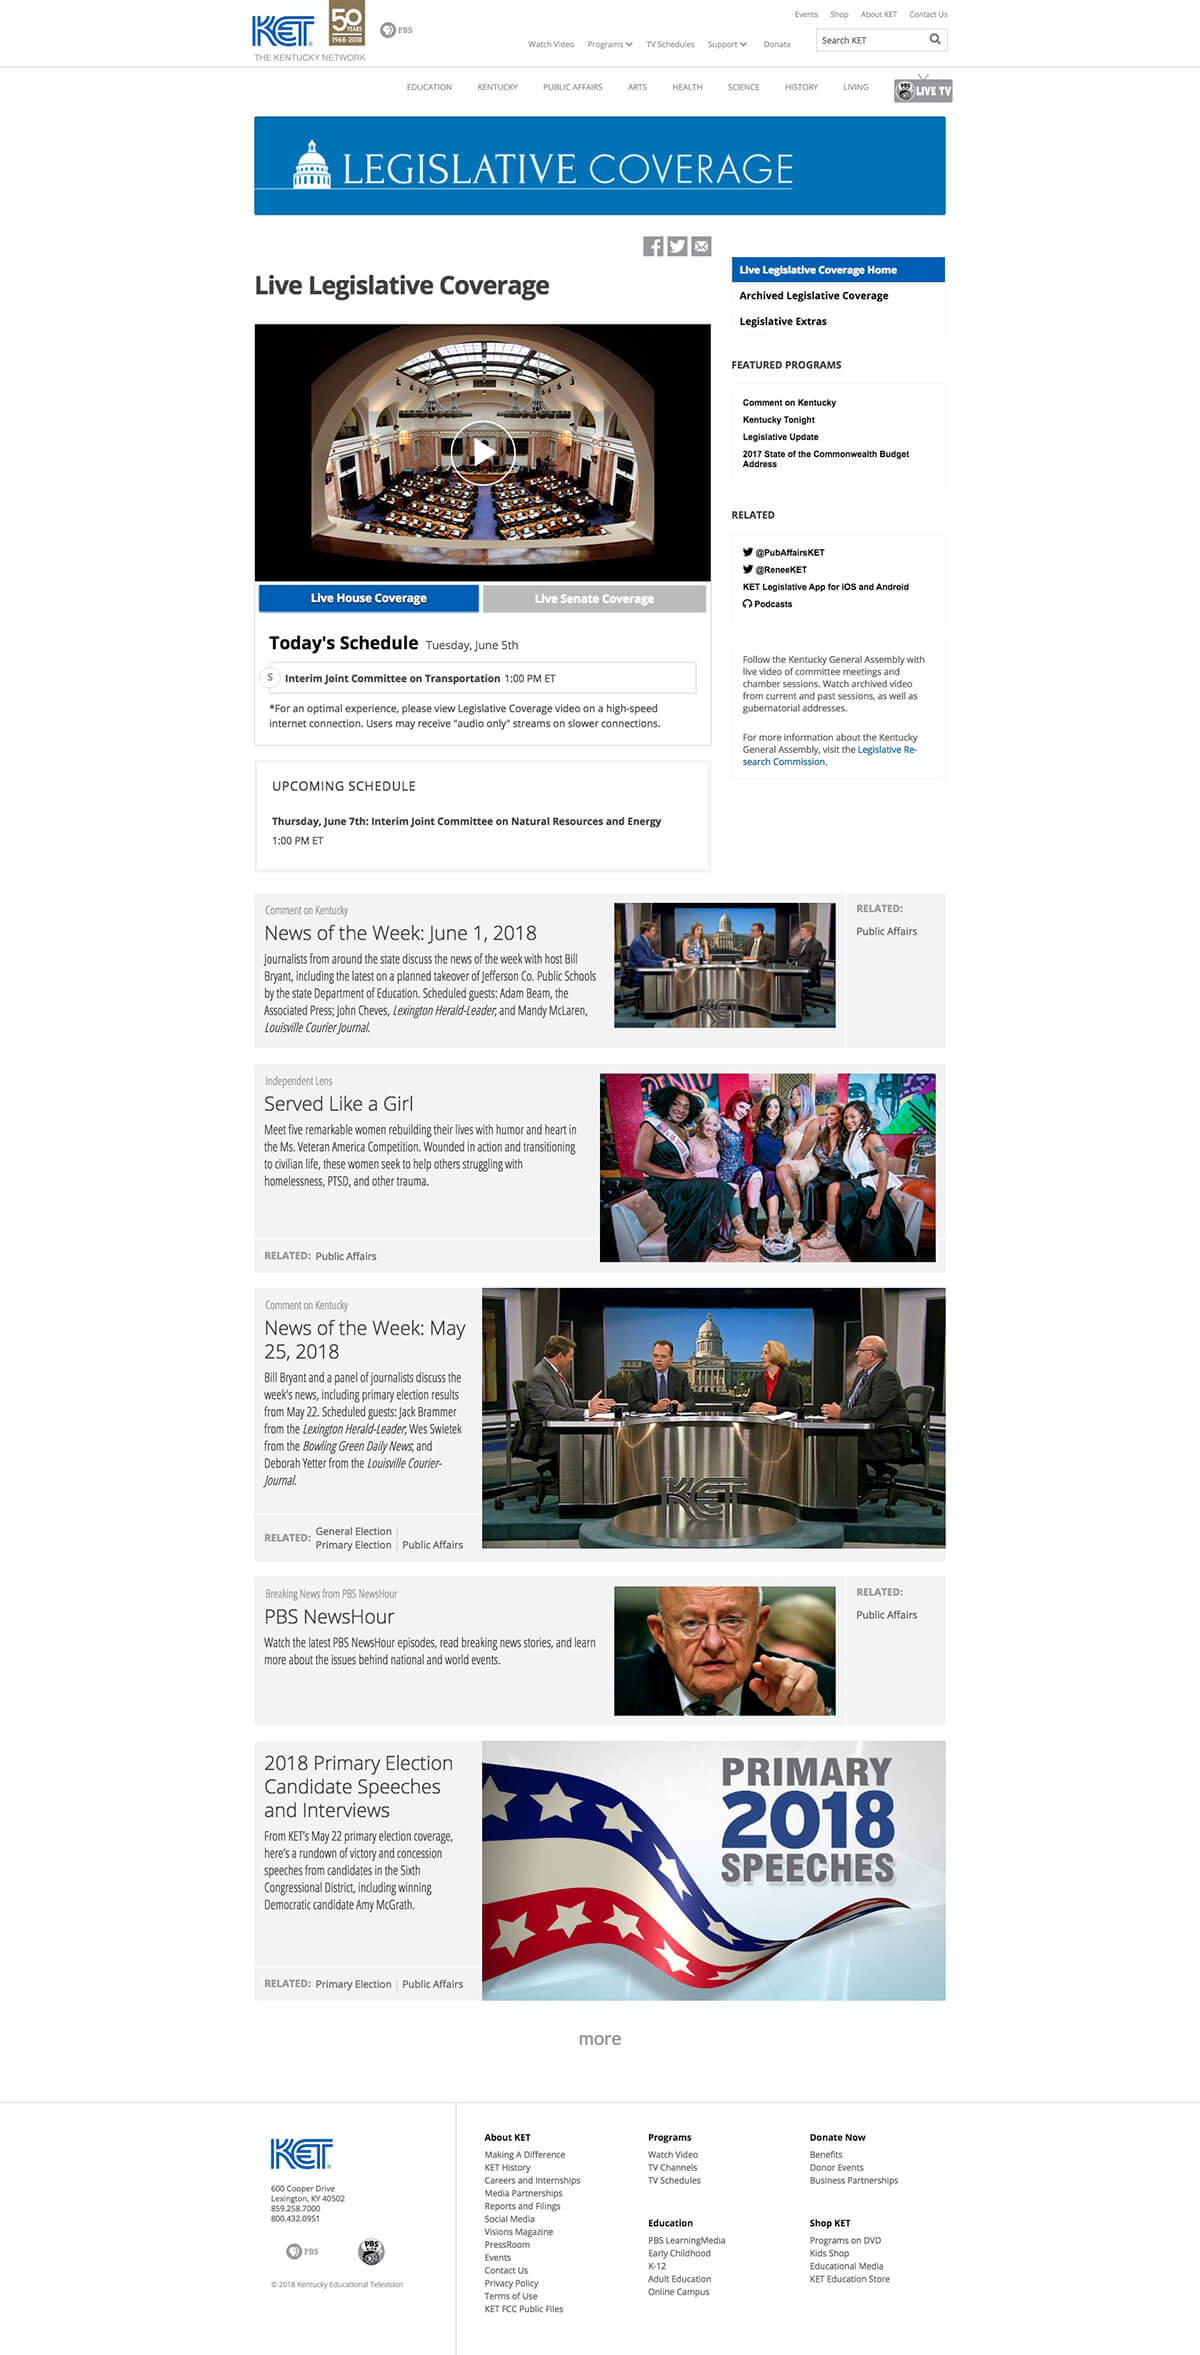 KET
50
YEARS
1968-2018
PBS
THE KENTUCKY NETWORK
Events Shop About KET Contact Us
Watch Video Programs TV Schedules Support Donate
Search KET
EDUCATION KENTUCKY PUBLIC AFFAIRS ARTS HEALTH SCIENCE HISTORY LIVING
LIVE TV
LEGISLATIVE COVERAGE
Live Legislative Coverage
Live House Coverage
Live Senate Coverage
Today's Schedule Tuesday, June 5th
S Interim Joint Committee on Transportation 1:00 PM ET
*For an optimal experience, please view Legislative Coverage video on a high-speed
internet connection. Users may receive "audio only" streams on slower connections.
UPCOMING SCHEDULE
Thursday, June 7th: Interim Joint Committee on Natural Resources and Energy
1:00 PM ET
Live Legislative Coverage Home
Archived Legislative Coverage
Legislative Extras
FEATURED PROGRAMS
Comment on Kentucky
Kentucky Tonight
Legislative Update
2017 State of the Commonwealth Budget
Address
RELATED
@PubAffairsKET
@ReneeKET
KET Legislative App for iOS and Android
Podcasts
Follow the Kentucky General Assembly with
live video of committee meetings and
chamber sessions. Watch archived video
from current and past sessions, as well as
gubernatorial addresses.
For more information about the Kentucky
General Assembly, visit the Legislative Re-
search Commission.
Comment on Kentucky
News of the Week: June 1, 2018
Journalists from around the state discuss the news of the week with host Bill
Bryant, including the latest on a planned takeover of Jefferson Co. Public Schools
by the state Department of Education. Scheduled guests: Adam Beam, the
Associated Press; John Cheves, Lexington Herald-Leader; and Mandy McLaren,
Louisville Courier Journal.
KET
RELATED:
Public Affairs
Independent Lens
Served Like a Girl
Meet five remarkable women rebuilding their lives with humor and heart in
the Ms. Veteran America Competition. Wounded in action and transitioning
to civilian life, these women seek to help others struggling with
homelessness, PTSD, and other trauma.
RELATED: Public Affairs
Comment on Kentucky
News of the Week: May
25, 2018
Bill Bryant and a panel of journalists discuss the
week's news, including primary election results
from May 22. Scheduled guests: Jack Brammer
from the Lexington Herald-Leader; Wes Swietek
from the Bowling Green Daily News; and
Deborah Yetter from the Louisville Courier-
Journal.
RELATED: General Election |
Primary Election | Public Affairs
KET
Breaking News from PBS NewsHour
PBS NewsHour
Watch the latest PBS NewsHour episodes, read breaking news stories, and learn
more about the issues behind national and world events.
RELATED:
Public Affairs
2018 Primary Election
Candidate Speeches
and Interviews
From KET's May 22 primary election coverage,
here's a rundown of victory and concession
speeches from candidates in the Sixth
Congressional District, including winning
Democratic candidate Amy McGrath.
RELATED: Primary Election | Public Affairs
PRIMARY
2018
SPEECHES
more
KET
600 Cooper Drive
Lexington, KY 40502
859.258.7000
800.432.0951
PBS
PBS
© 2018 Kentucky Educational Television
About KET
Making A Difference
KET History
Careers and Internships
Media Partnerships
Reports and Filings
Social Media
Visions Magazine
PressRoom
Events
Contact Us
Privacy Policy
Terms of Use
KET FCC Public Files
Programs
Watch Video
TV Channels
TV Schedules
Education
PBS LearningMedia
Early Childhood
K-12
Adult Education
Online Campus
Donate Now
Benefits
Donor Events
Business Partnerships
Shop KET
Programs on DVD
Kids Shop
Educational Media
KET Education Store